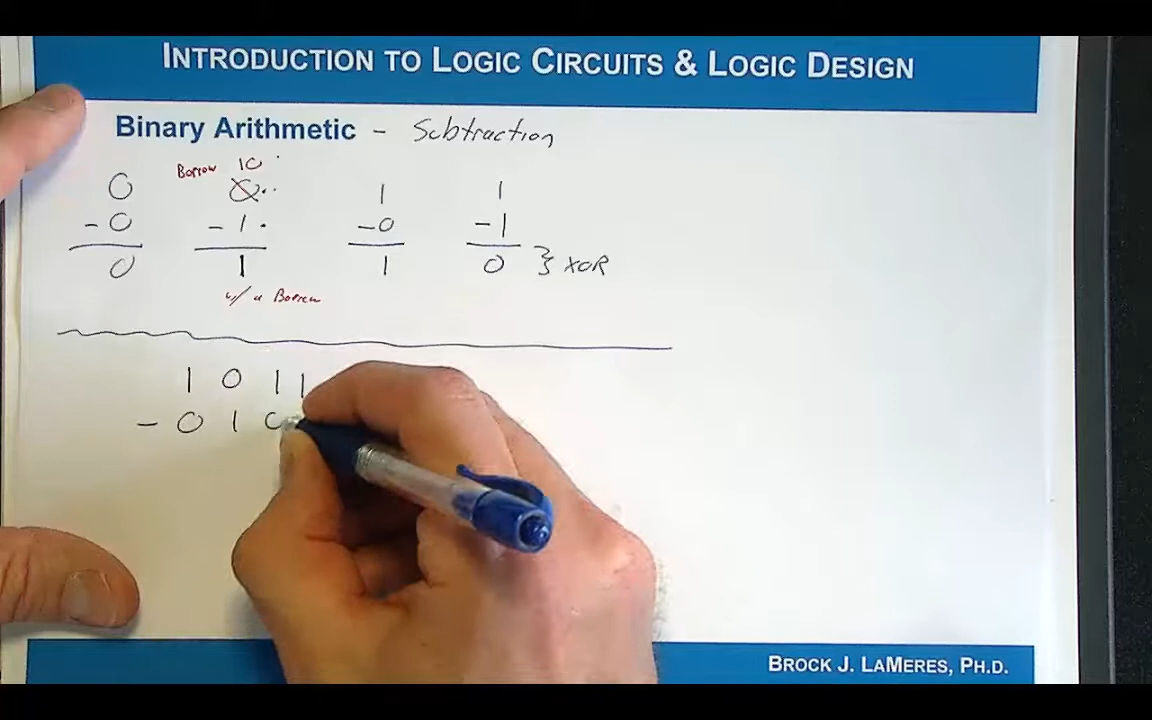 INTRODUCTION TO LOGIC CIRCUITS & LOGIC DESIGN
Binary Arithmetic - Subtraction
Borrow 10
0 0 1 1
-0 -1 -0 -1
0 1 1 0 } XOR
w/ a Borrow
1 0 1 1
- 0 1 0
BROCK J. LAMERES, PH.D.